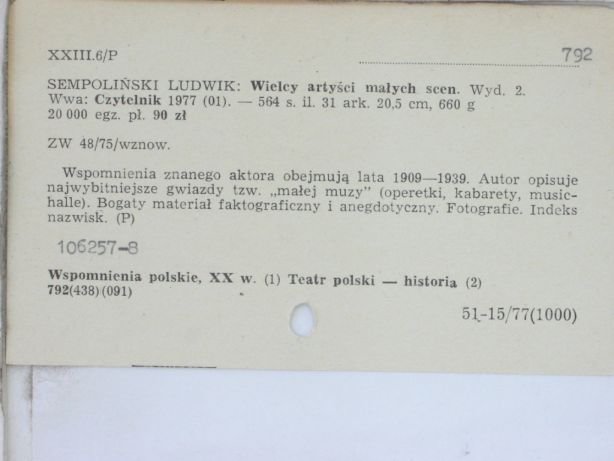 XXIII.6/P 792
SEMPOLIŃSKI LUDWIK: Wielcy artyści małych scen. Wyd. 2.
Wwa: Czytelnik 1977 (01). — 564 s. il. 31 ark. 20,5 cm, 660 g
20 000 egz. pł. 90 zł
ZW 48/75/wznow.
Wspomnienia znanego aktora obejmują lata 1909—1939. Autor opisuje
najwybitniejsze gwiazdy tzw. „małej muzy” (operetki, kabarety, music-
halle). Bogaty materiał faktograficzny i anegdotyczny. Fotografie. Indeks
nazwisk. (P)
106257-8
Wspomnienia polskie, XX w. (1) Teatr polski — historia (2)
792(438)(091)
51-15/77(1000)